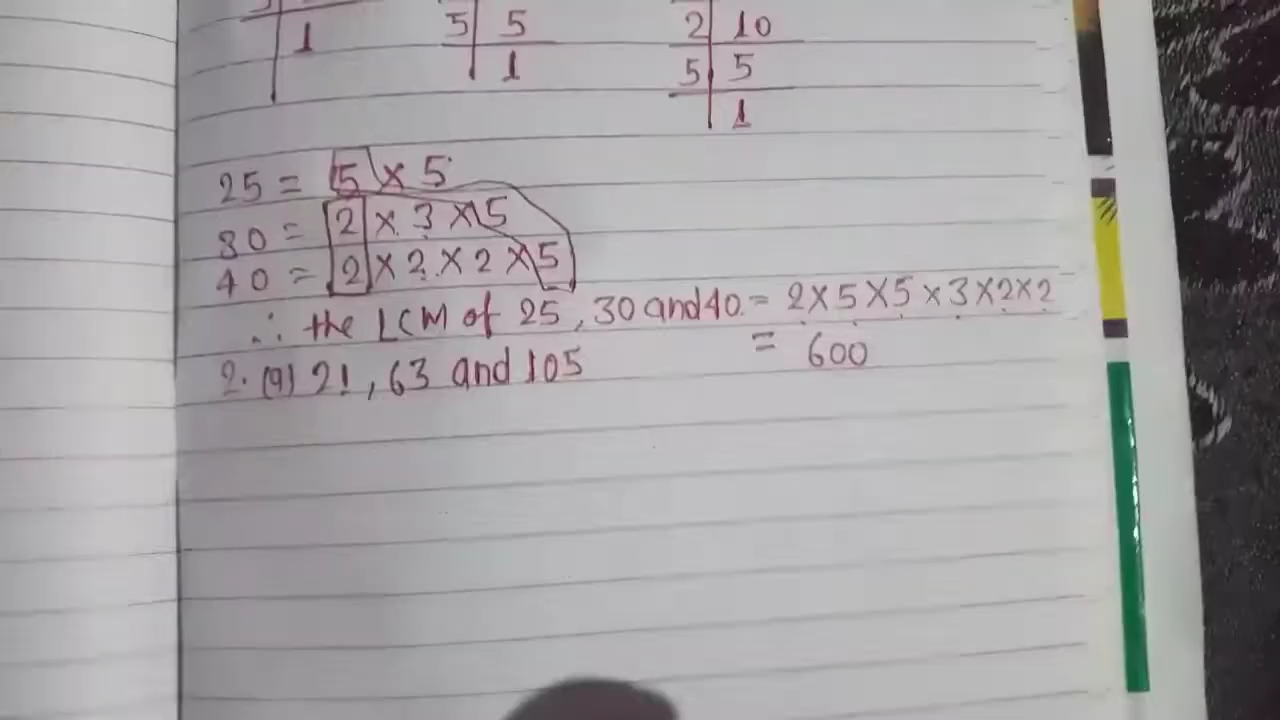 1
5 5
1
2 10
5 5
1
25 = 5 × 5
30 = 2 × 3 × 5
40 = 2 × 2 × 2 × 5
∴ the LCM of 25, 30 and 40. = 2 × 5 × 5 × 3 × 2 × 2
= 600
2. (a) 21, 63 and 105